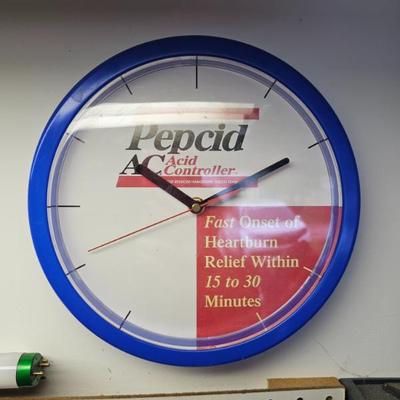 Pepcid
AC Acid
Controller
Fast Onset of
Heartburn
Relief Within
15 to 30
Minutes